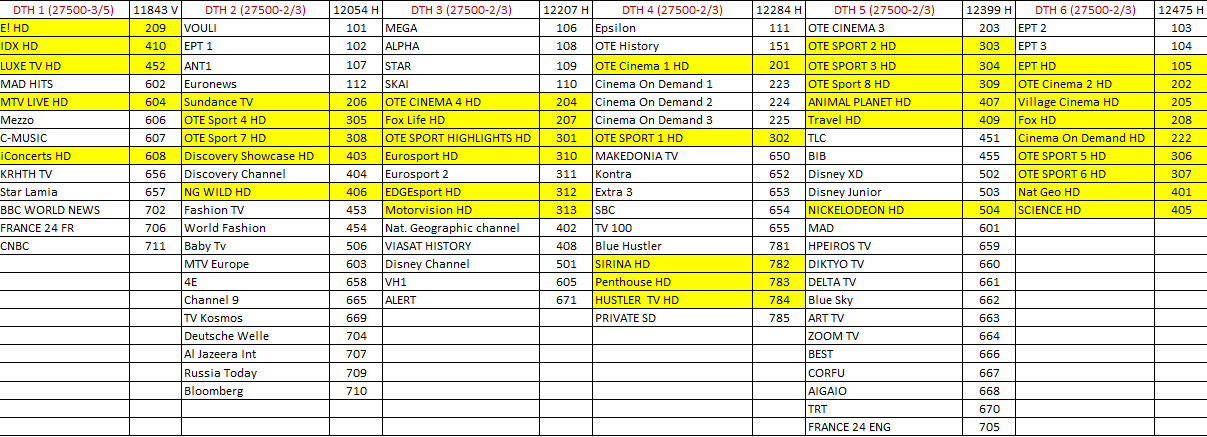 DTH 1 (27500-3/5) 11843 V DTH 2 (27500-2/3) 12054 H DTH 3 (27500-2/3) 12207 H DTH 4 (27500-2/3) 12284 H DTH 5 (27500-2/3) 12399 H DTH 6 (27500-2/3) 12475 H
E! HD 209 VOULI 101 MEGA 106 Epsilon 111 OTE CINEMA 3 203 EPT 2 103
IDX HD 410 EPT 1 102 ALPHA 108 OTE History 151 OTE SPORT 2 HD 303 EPT 3 104
LUXE TV HD 452 ANT1 107 STAR 109 OTE Cinema 1 HD 201 OTE SPORT 3 HD 304 EPT HD 105
MAD HITS 602 Euronews 112 SKAI 110 Cinema On Demand 1 223 OTE Sport 8 HD 309 OTE Cinema 2 HD 202
MTV LIVE HD 604 Sundance TV 206 OTE CINEMA 4 HD 204 Cinema On Demand 2 224 ANIMAL PLANET HD 407 Village Cinema HD 205
Mezzo 606 OTE Sport 4 HD 305 Fox Life HD 207 Cinema On Demand 3 225 Travel HD 409 Fox HD 208
C-MUSIC 607 OTE Sport 7 HD 308 OTE SPORT HIGHLIGHTS HD 301 OTE SPORT 1 HD 302 TLC 451 Cinema On Demand HD 222
iConcerts HD 608 Discovery Showcase HD 403 Eurosport HD 310 MAKEDONIA TV 650 BIB 455 OTE SPORT 5 HD 306
KRHTH TV 656 Discovery Channel 404 Eurosport 2 311 Kontra 652 Disney XD 502 OTE SPORT 6 HD 307
Star Lamia 657 NG WILD HD 406 EDGEsport HD 312 Extra 3 653 Disney Junior 503 Nat Geo HD 401
BBC WORLD NEWS 702 Fashion TV 453 Motorvision HD 313 SBC 654 NICKELODEON HD 504 SCIENCE HD 405
FRANCE 24 FR 706 World Fashion 454 Nat. Geographic channel 402 TV 100 655 MAD 601
CNBC 711 Baby Tv 506 VIASAT HISTORY 408 Blue Hustler 781 HPEIROS TV 659
MTV Europe 603 Disney Channel 501 SIRINA HD 782 DIKTYO TV 660
4E 658 VH1 605 Penthouse HD 783 DELTA TV 661
Channel 9 665 ALERT 671 HUSTLER TV HD 784 Blue Sky 662
TV Kosmos 669 PRIVATE SD 785 ART TV 663
Deutsche Welle 704 ZOOM TV 664
Al Jazeera Int 707 BEST 666
Russia Today 709 CORFU 667
Bloomberg 710 AIGAIO 668
TRT 670
FRANCE 24 ENG 705